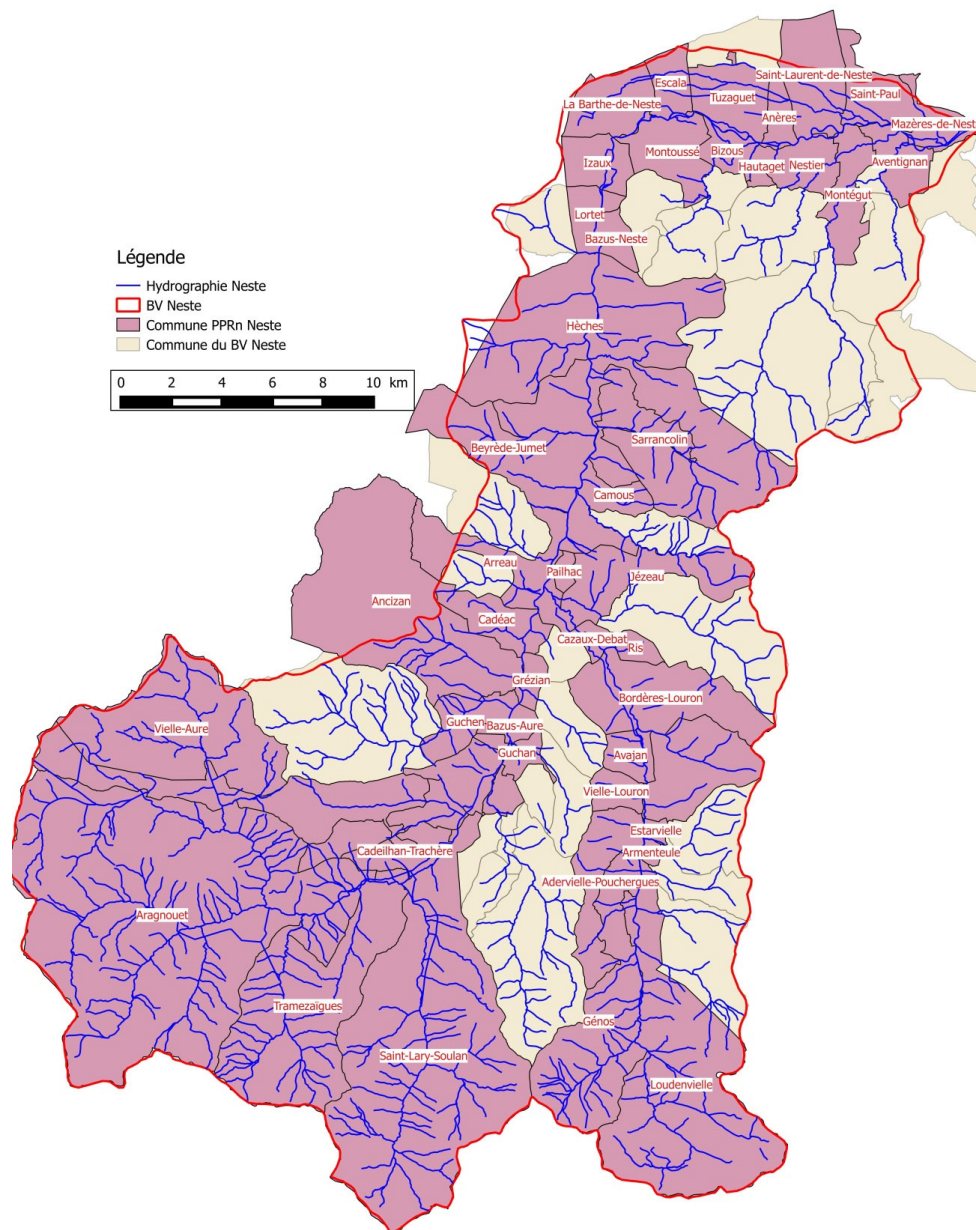 Saint-Laurent-de-Neste
Escala
Tuzaguet
Saint-Paul
La Barthe-de-Neste
Anères
Mazères-de-Nest
Izaux
Montoussé
Bizous
Hautaget
Nestier
Aventignan
Montégut
Lortet
Bazus-Neste
Légende
Hydrographie Neste
BV Neste
Commune PPRn Neste
Commune du BV Neste
0 2 4 6 8 10 km
Hèches
Beyrède-Jumet
Sarrancolin
Camous
Arreau
Pailhac
Jézeau
Ancizan
Cadéac
Cazaux-Debat
Ris
Grézian
Bordères-Louron
Vielle-Aure
Guchen
Bazus-Aure
Guchan
Avajan
Vielle-Louron
Estarvielle
Cadeilhan-Trachère
Armenteule
Adervielle-Pouchergues
Aragnouet
Tramezaïgues
Génos
Saint-Lary-Soulan
Loudenvielle